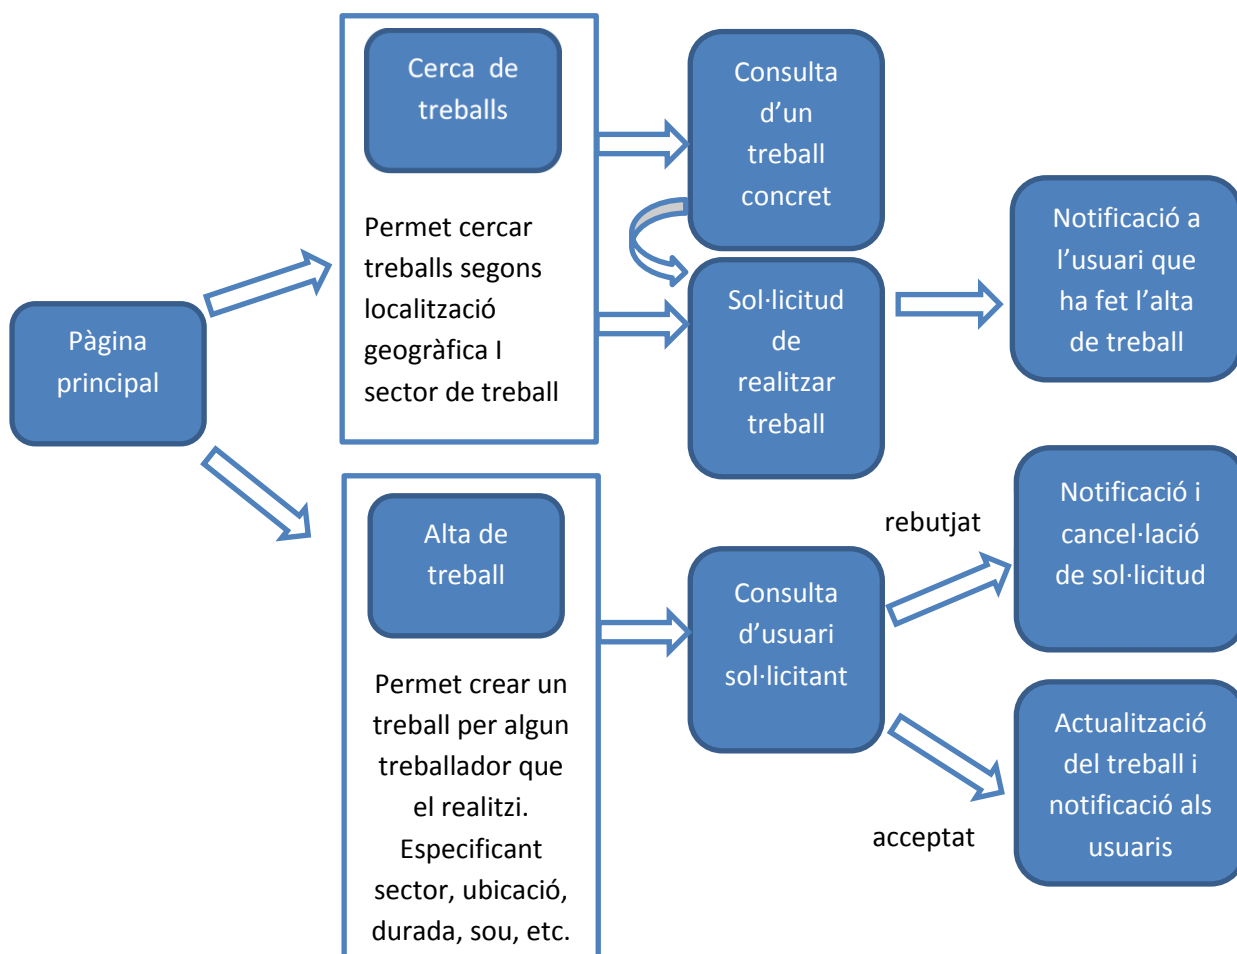 Pàgina
principal
Cerca de
treballs
Permet cercar
treballs segons
localització
geogràfica I
sector de treball
Consulta
d’un
treball
concret
Sol·licitud
de
realitzar
treball
Notificació a
l’usuari que
ha fet l’alta
de treball
Alta de
treball
Permet crear un
treball per algun
treballador que
el realitzi.
Especificant
sector, ubicació,
durada, sou, etc.
Consulta
d’usuari
sol·licitant
rebutjat
Notificació i
cancel·lació
de sol·licitud
acceptat
Actualització
del treball i
notificació als
usuaris